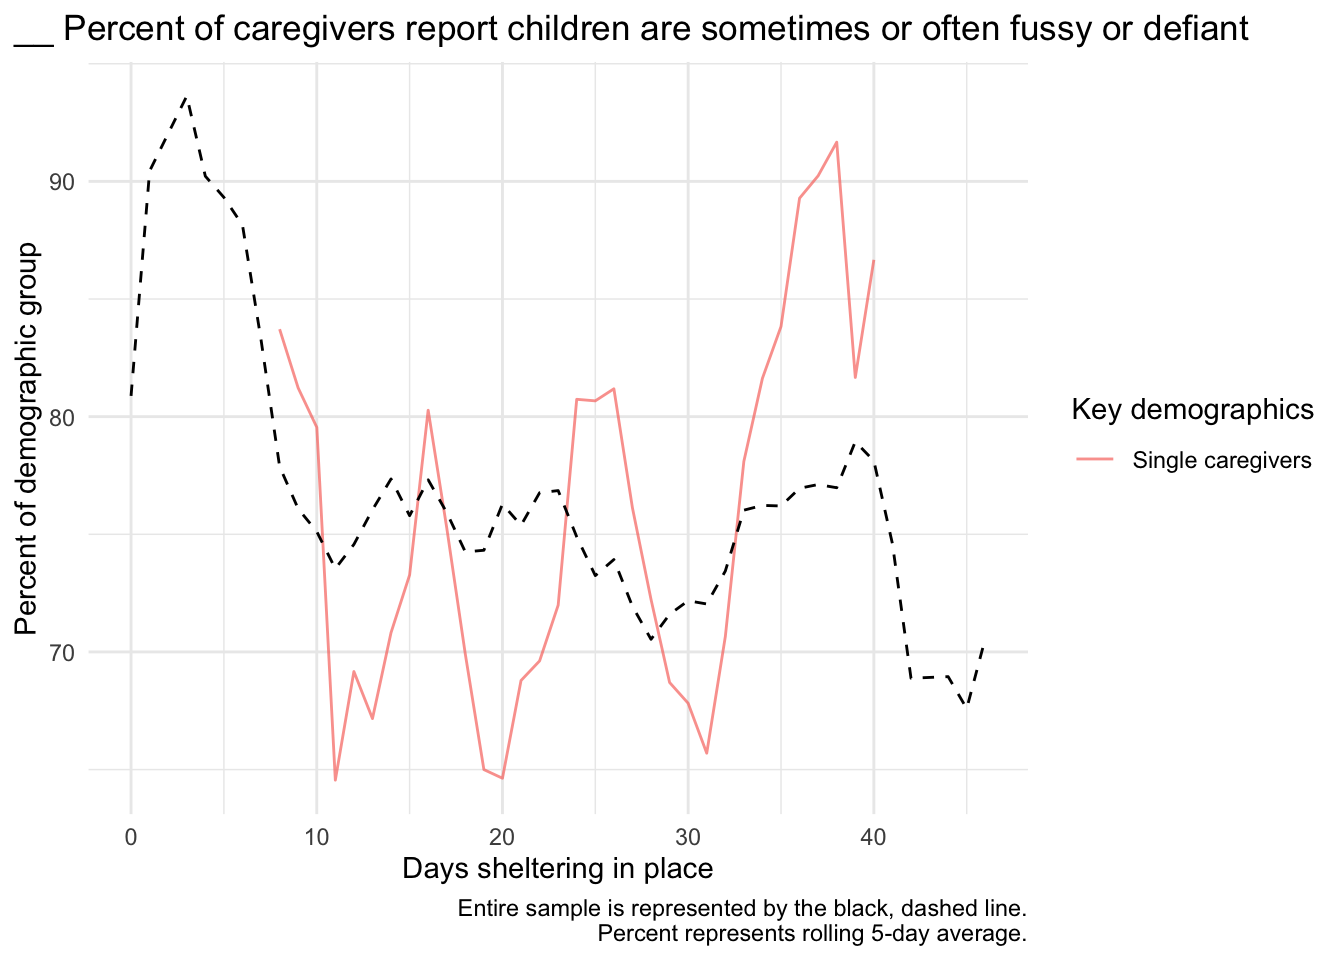 __ Percent of caregivers report children are sometimes or often fussy or defiant
Percent of demographic group
90
80
70
0 10 20 30 40
Days sheltering in place
Key demographics
Single caregivers
Entire sample is represented by the black, dashed line.
Percent represents rolling 5-day average.